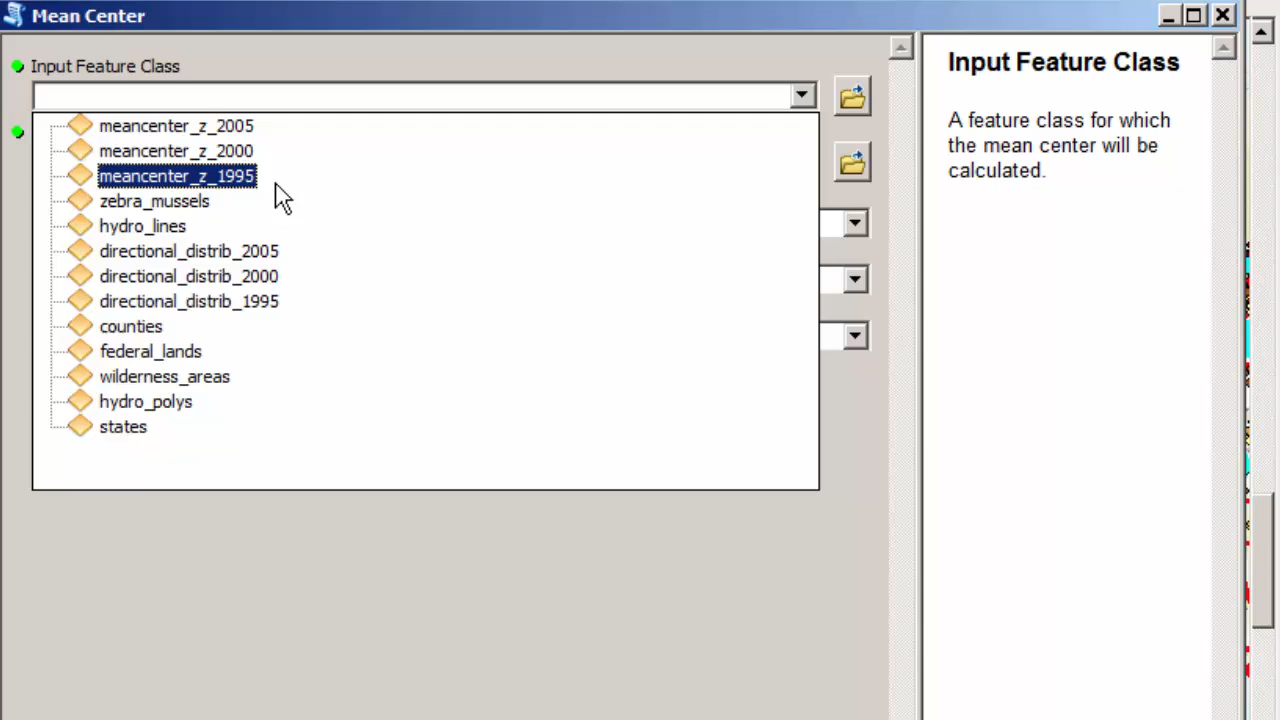 Mean Center
Input Feature Class
meancenter_z_2005
meancenter_z_2000
meancenter_z_1995
zebra_mussels
hydro_lines
directional_distrib_2005
directional_distrib_2000
directional_distrib_1995
counties
federal_lands
wilderness_areas
hydro_polys
states
Input Feature Class
A feature class for which
the mean center will be
calculated.